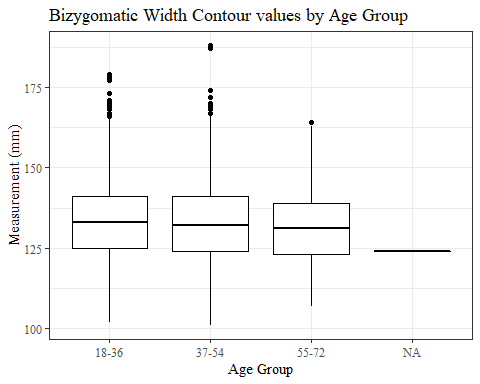 Bizygomatic Width Contour values by Age Group
Measurement (mm)
175
150
125
100
18-36
37-54
55-72
NA
Age Group